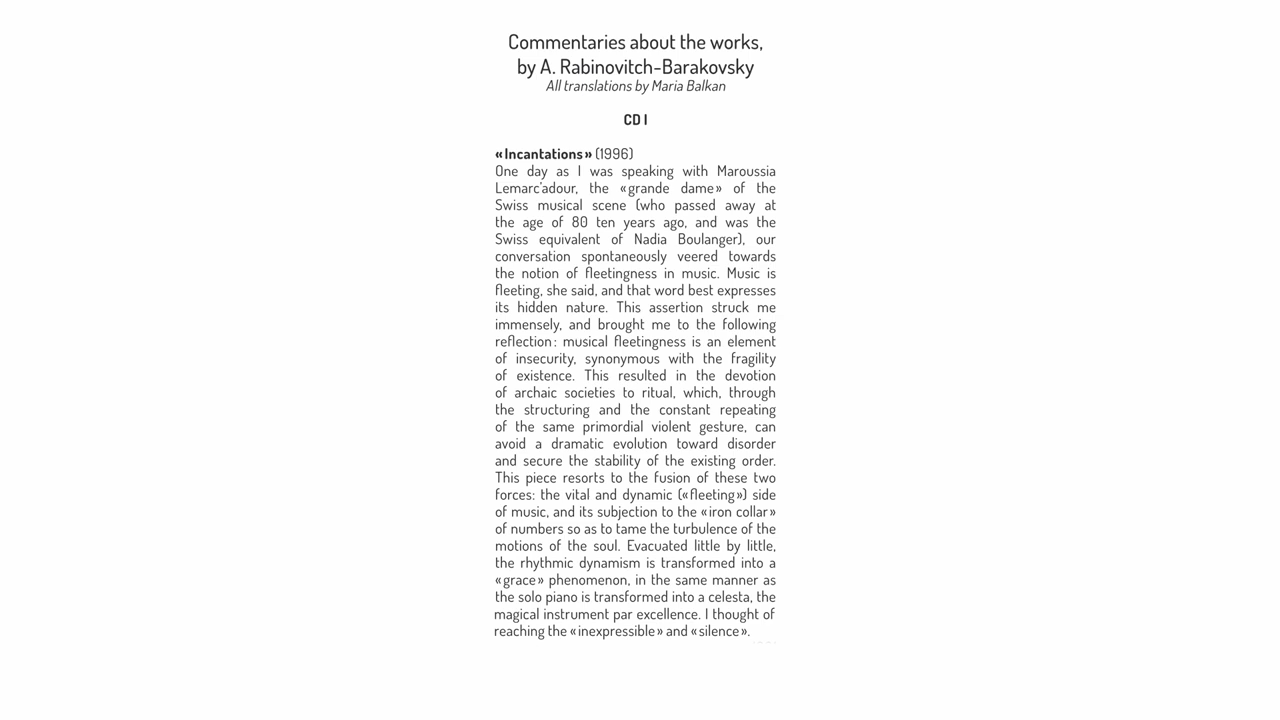 Commentaries about the works,
by A. Rabinovitch-Barakovsky
All translations by Maria Balkan
CD I
«Incantations» (1996)
One day as I was speaking with Maroussia
Lemarc'adour, the «grande dame» of the
Swiss musical scene (who passed away at
the age of 80 ten years ago, and was the
Swiss equivalent of Nadia Boulanger), our
conversation spontaneously veered towards
the notion of fleetingness in music. Music is
fleeting, she said, and that word best expresses
its hidden nature. This assertion struck me
immensely, and brought me to the following
reflection: musical fleetingness is an element
of insecurity, synonymous with the fragility
of existence. This resulted in the devotion
of archaic societies to ritual, which, through
the structuring and the constant repeating
of the same primordial violent gesture, can
avoid a dramatic evolution toward disorder
and secure the stability of the existing order.
This piece resorts to the fusion of these two
forces: the vital and dynamic («fleeting») side
of music, and its subjection to the «iron collar»
of numbers so as to tame the turbulence of the
motions of the soul. Evacuated little by little,
the rhythmic dynamism is transformed into a
«grace» phenomenon, in the same manner as
the solo piano is transformed into a celesta, the
magical instrument par excellence. I thought of
reaching the «inexpressible» and «silence».